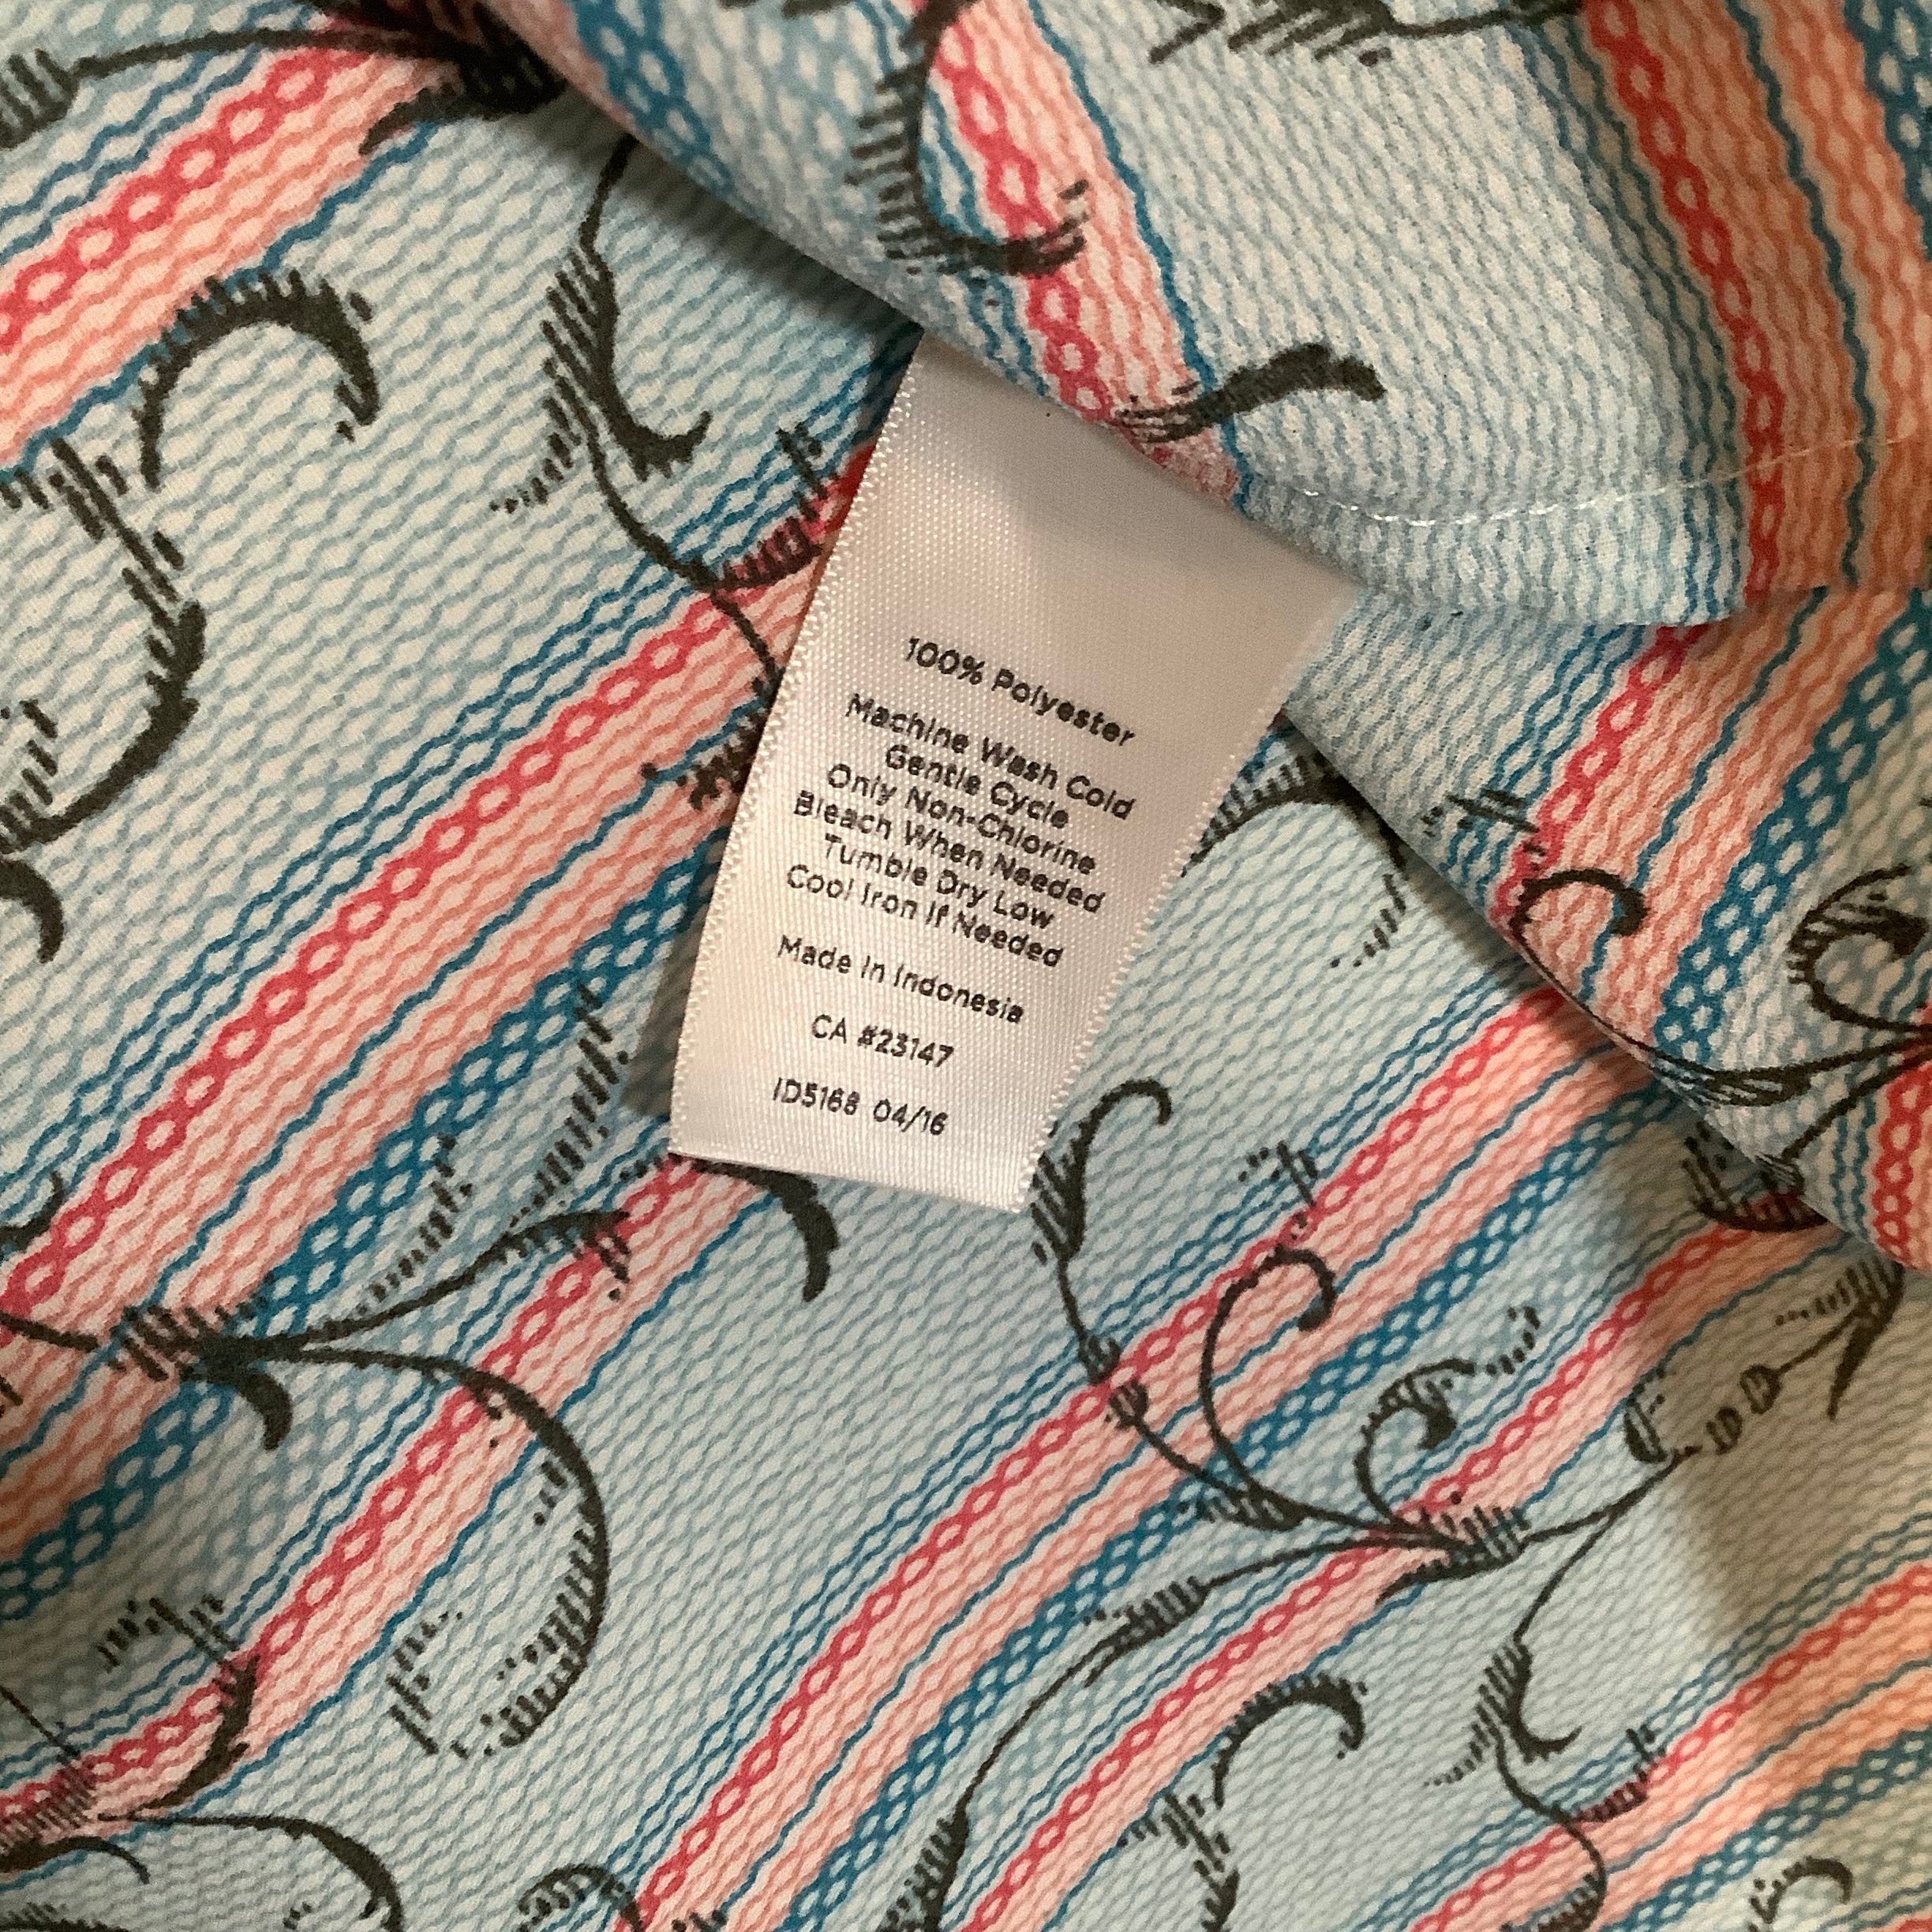 100% Polyester
Machine Wash Cold
Gentle Cycle
Only Non-Chlorine
Bleach When Needed
Tumble Dry Low
Cool Iron If Needed
Made In Indonesia
CA #23147
ID5168 04/16